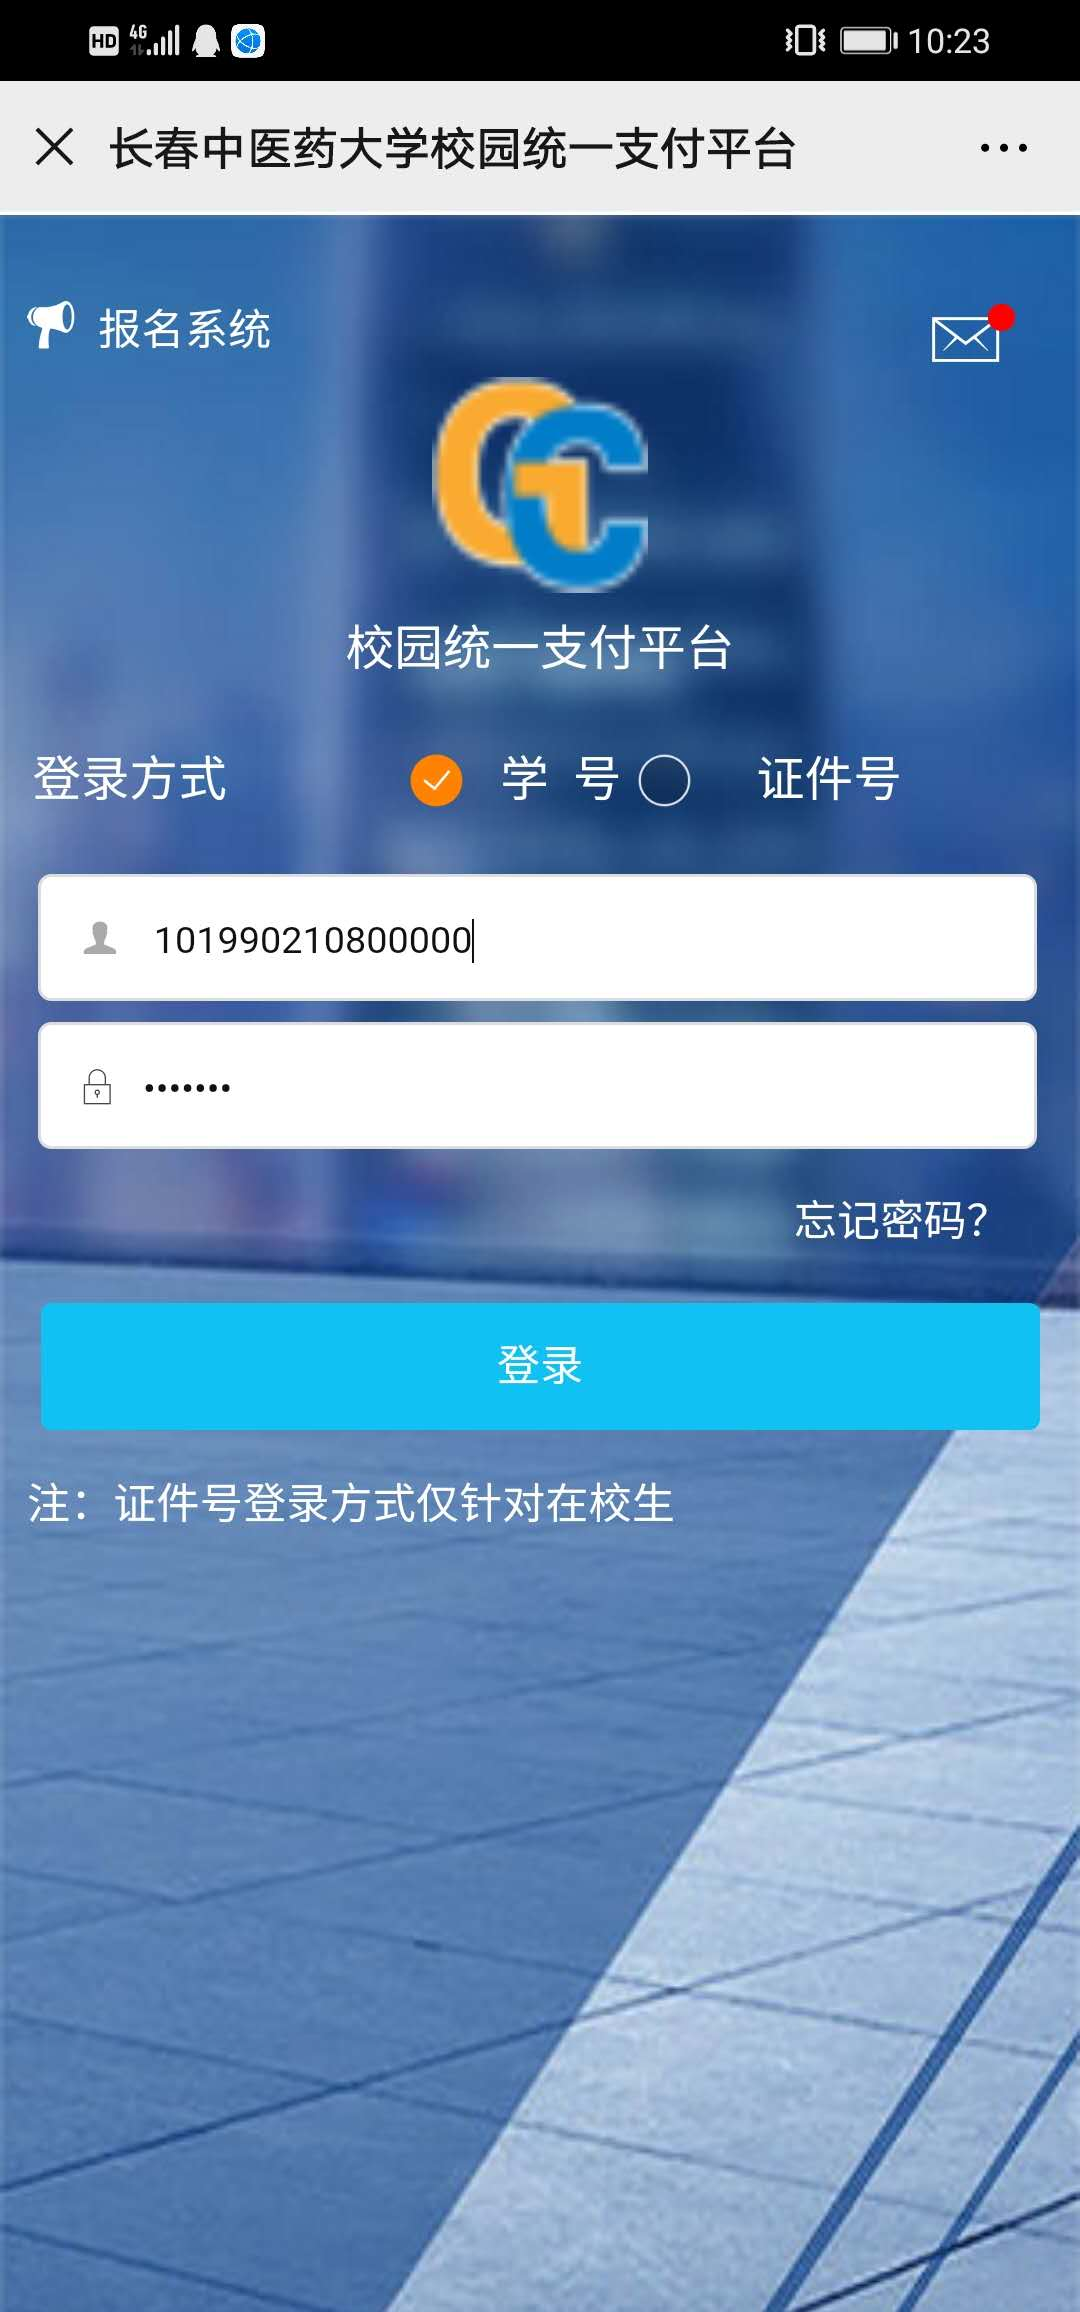 HD 4G 10:23
长春中医药大学校园统一支付平台
报名系统
校园统一支付平台
登录方式 学 号 证件号
101990210800000
•••••••
忘记密码?
登录
注：证件号登录方式仅针对在校生